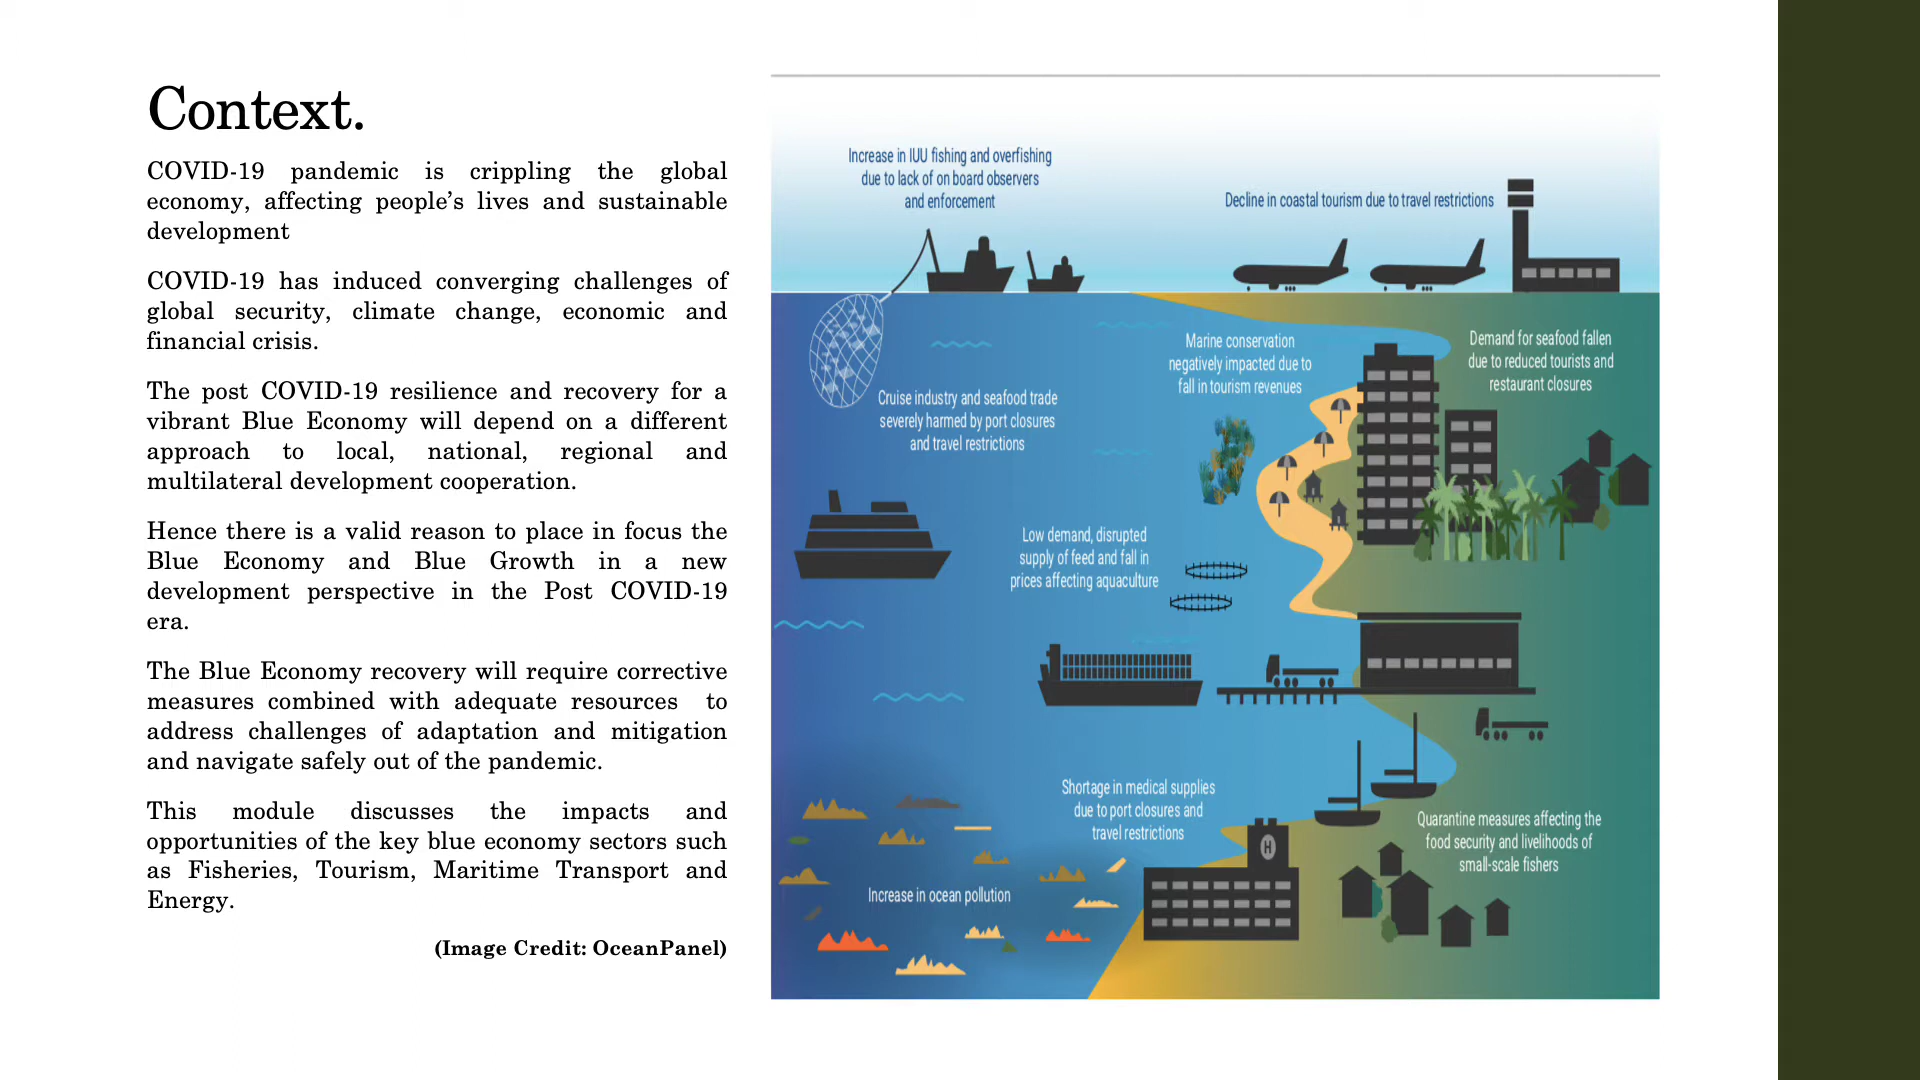 Context.
COVID-19 pandemic is crippling the global
economy, affecting people’s lives and sustainable
development
COVID-19 has induced converging challenges of
global security, climate change, economic and
financial crisis.
The post COVID-19 resilience and recovery for a
vibrant Blue Economy will depend on a different
approach to local, national, regional and
multilateral development cooperation.
Hence there is a valid reason to place in focus the
Blue Economy and Blue Growth in a new
development perspective in the Post COVID-19
era.
The Blue Economy recovery will require corrective
measures combined with adequate resources to
address challenges of adaptation and mitigation
and navigate safely out of the pandemic.
This module discusses the impacts and
opportunities of the key blue economy sectors such
as Fisheries, Tourism, Maritime Transport and
Energy.
(Image Credit: OceanPanel)
Increase in IUU fishing and overfishing
due to lack of on board observers
and enforcement
Decline in coastal tourism due to travel restrictions
Marine conservation
negatively impacted due to
fall in tourism revenues
Demand for seafood fallen
due to reduced tourists and
restaurant closures
Cruise industry and seafood trade
severely harmed by port closures
and travel restrictions
Low demand, disrupted
supply of feed and fall in
prices affecting aquaculture
Shortage in medical supplies
due to port closures and
travel restrictions
H
Quarantine measures affecting the
food security and livelihoods of
small-scale fishers
Increase in ocean pollution